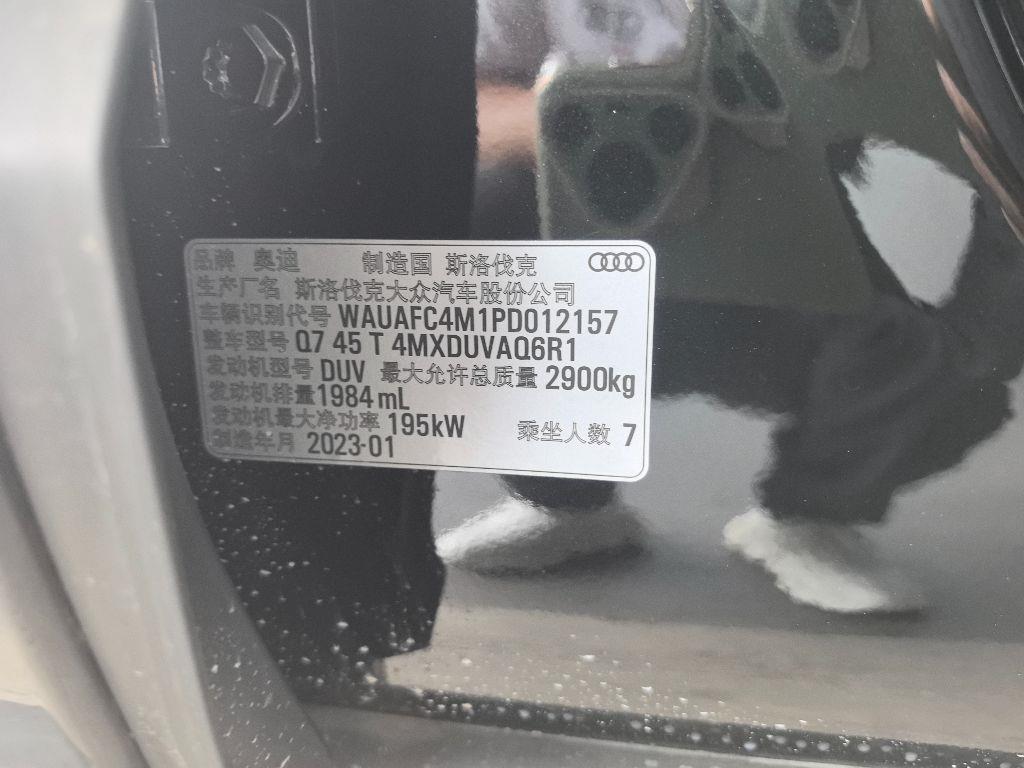 品牌 奥迪 制造国 斯洛伐克
生产厂名 斯洛伐克大众汽车股份公司
车辆识别代号 WAUAFC4M1PD012157
整车型号 Q7 45 T 4MXDUVAQ6R1
发动机型号 DUV 最大允许总质量 2900kg
发动机排量1984 mL
发动机最大净功率 195kW 乘坐人数 7
制造年月 2023-01